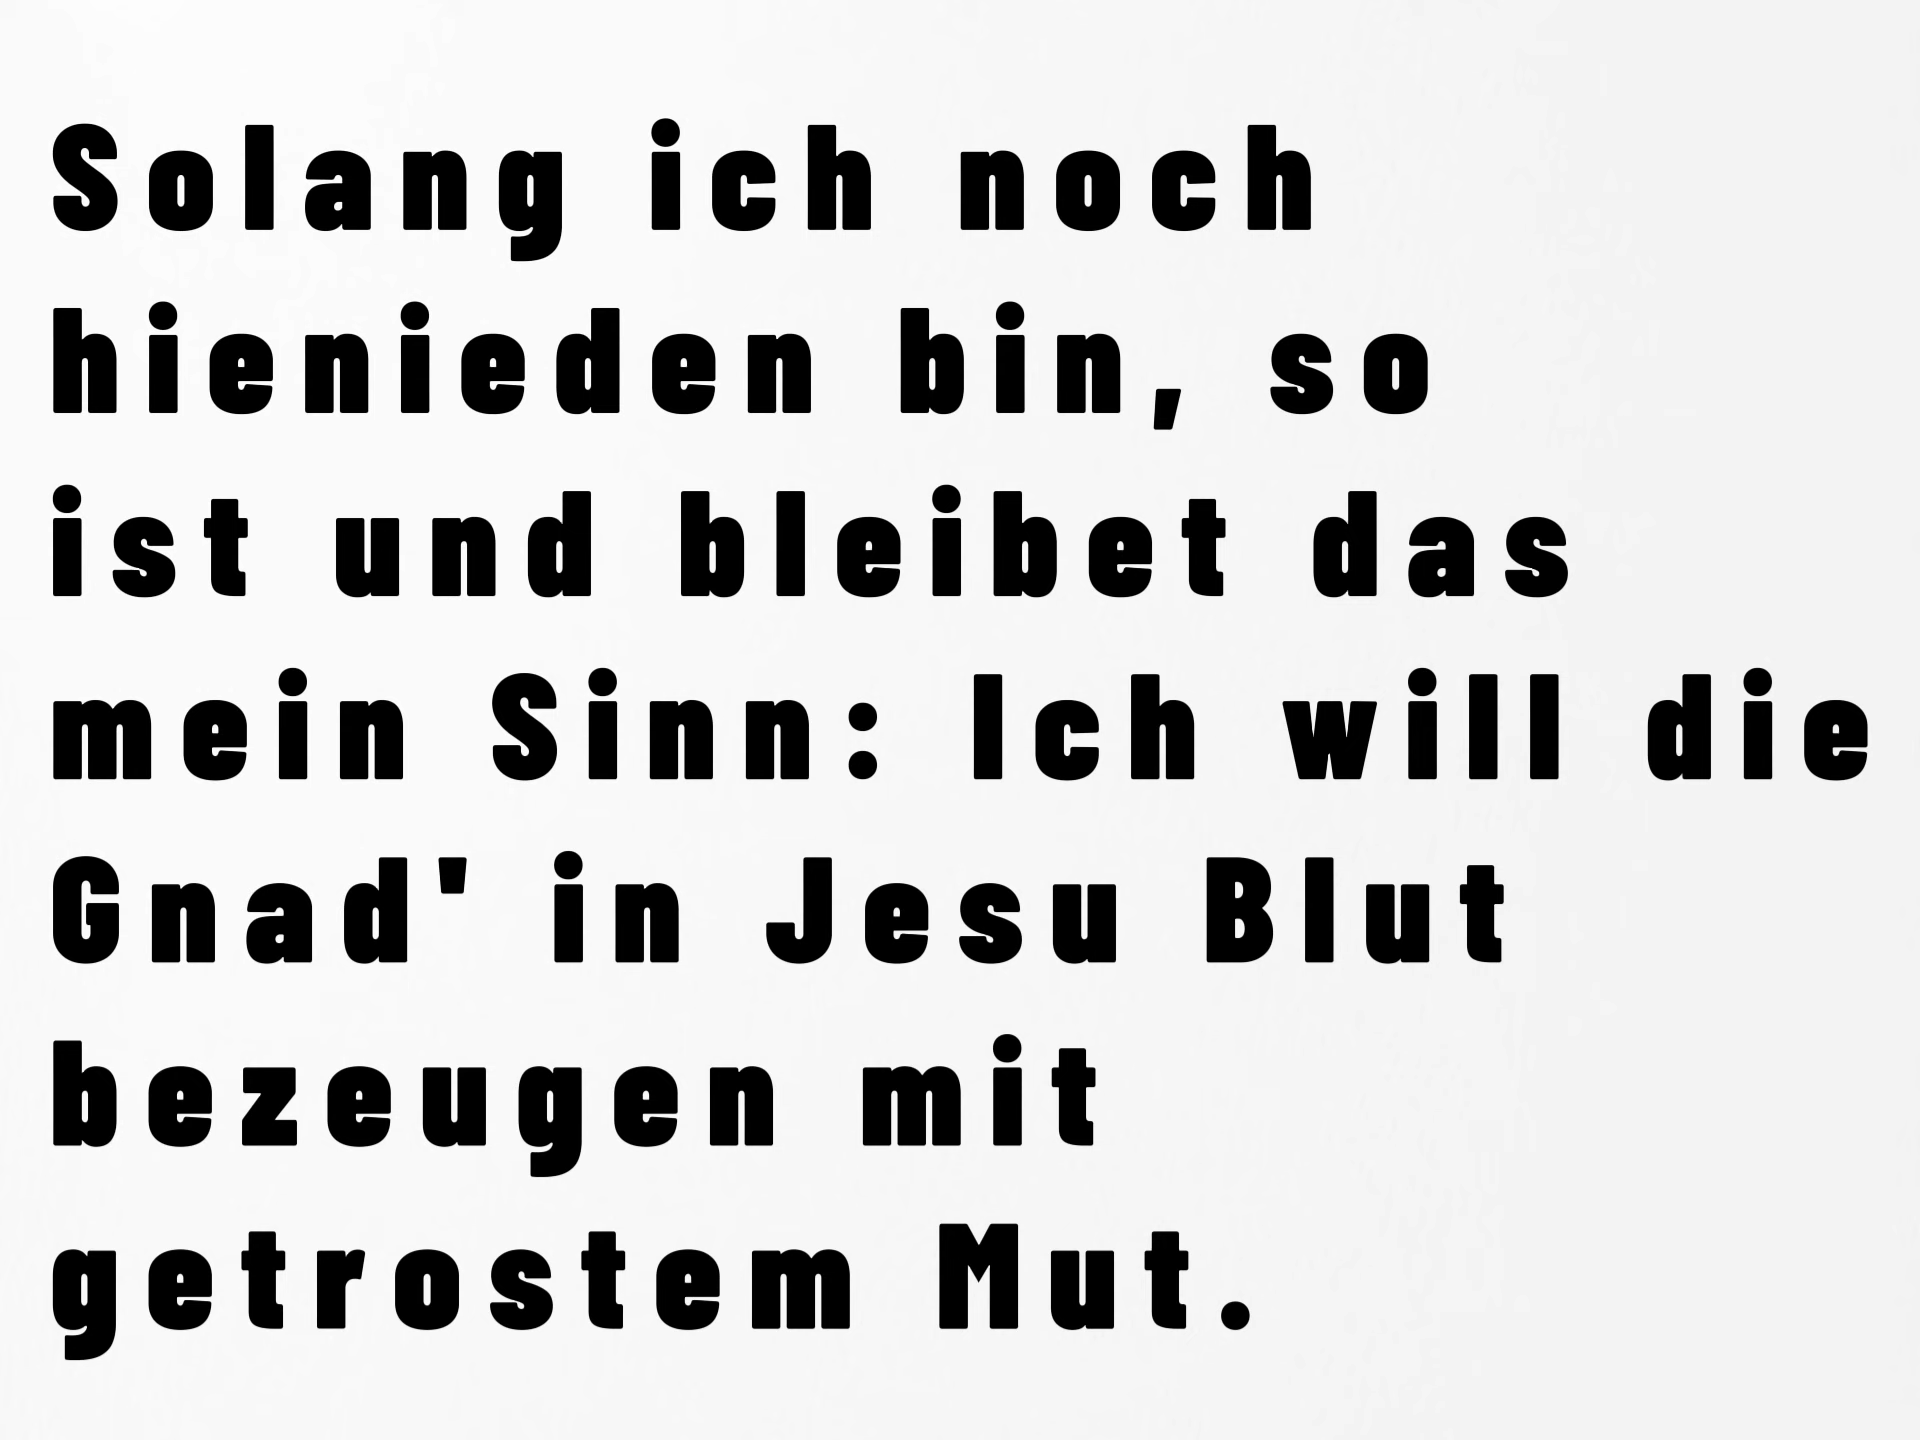 Solang ich noch
hienieden bin, so
ist und bleibet das
mein Sinn: Ich will die
Gnad' in Jesu Blut
bezeugen mit
getrostem Mut.